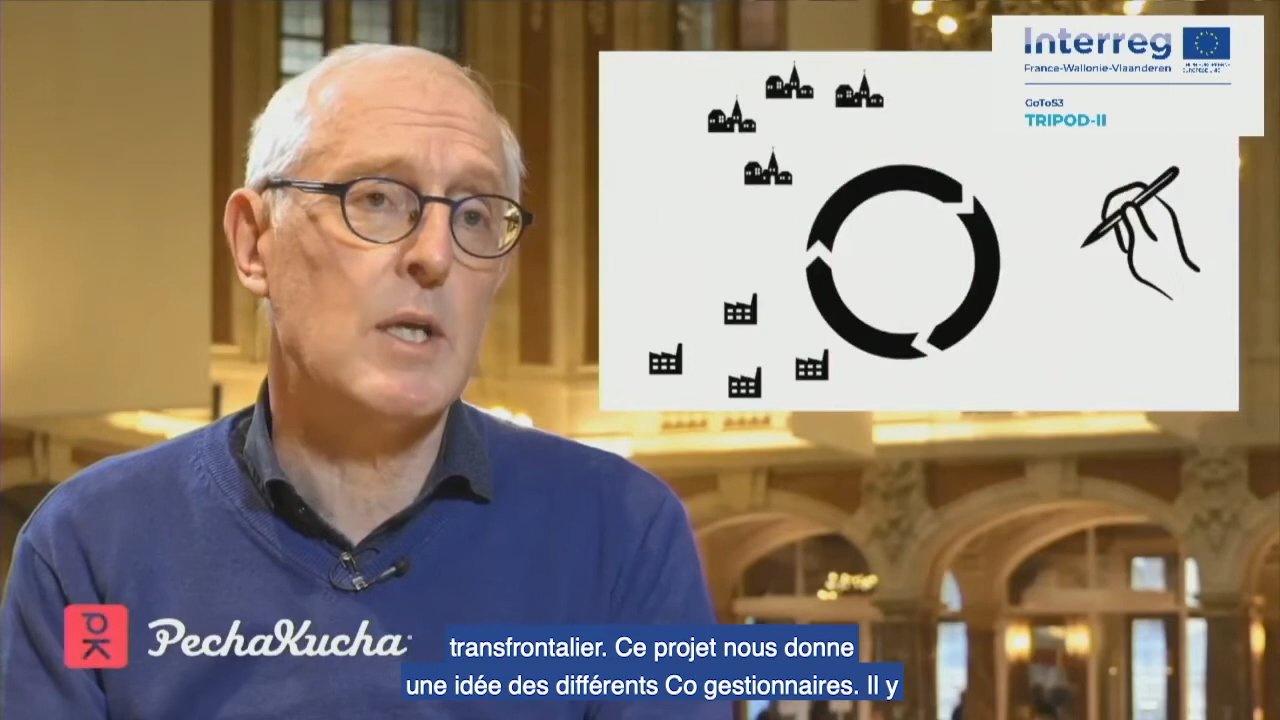 Interreg
France-Wallonie-Vlaanderen
GoToS3
TRIPOD-II
PK
PechaKucha
transfrontalier. Ce projet nous donne
une idée des différents Co gestionnaires. Il y